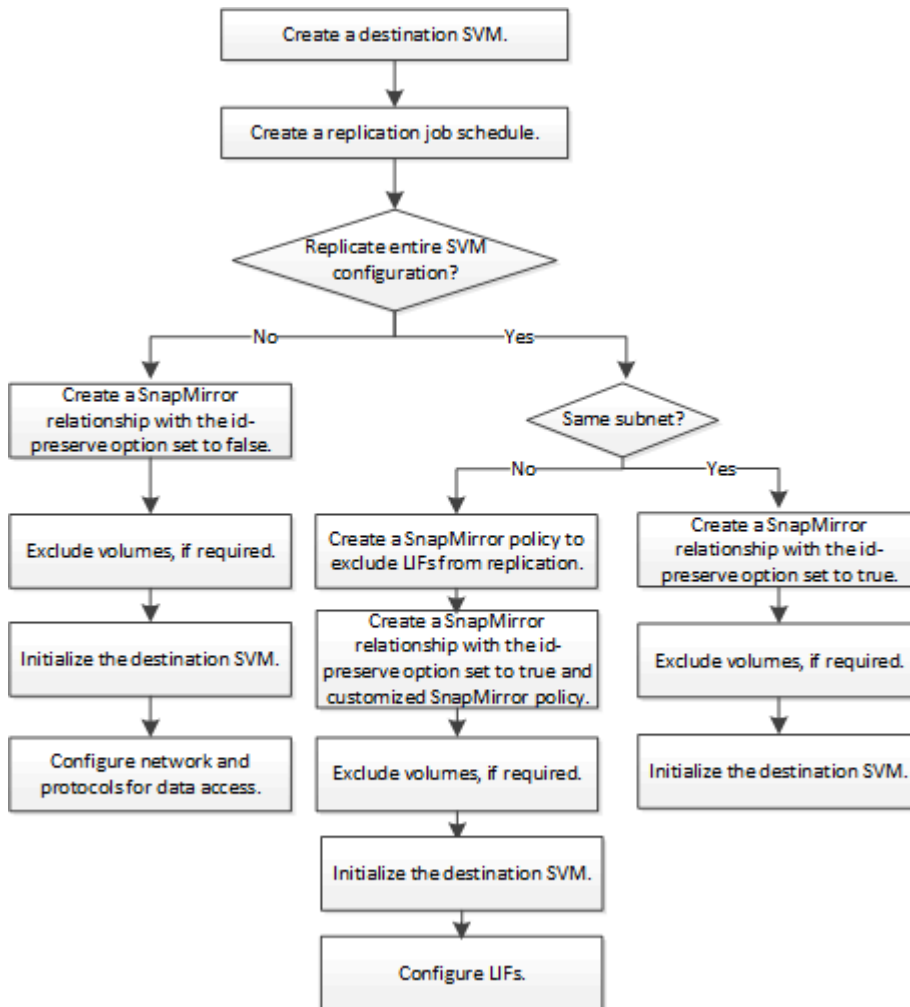 Create a destination SVM.
Create a replication job schedule.
Replicate entire SVM
configuration?
No
Yes
Create a SnapMirror
relationship with the id-
preserve option set to false.
Exclude volumes, if required.
Initialize the destination SVM.
Configure network and
protocols for data access.
Same subnet?
No
Yes
Create a SnapMirror policy to
exclude LIFs from replication.
Create a SnapMirror
relationship with the id-
preserve option set to true and
customized SnapMirror policy.
Exclude volumes, if required.
Initialize the destination SVM.
Configure LIFs.
Create a SnapMirror
relationship with the id-
preserve option set to true.
Exclude volumes, if required.
Initialize the destination SVM.